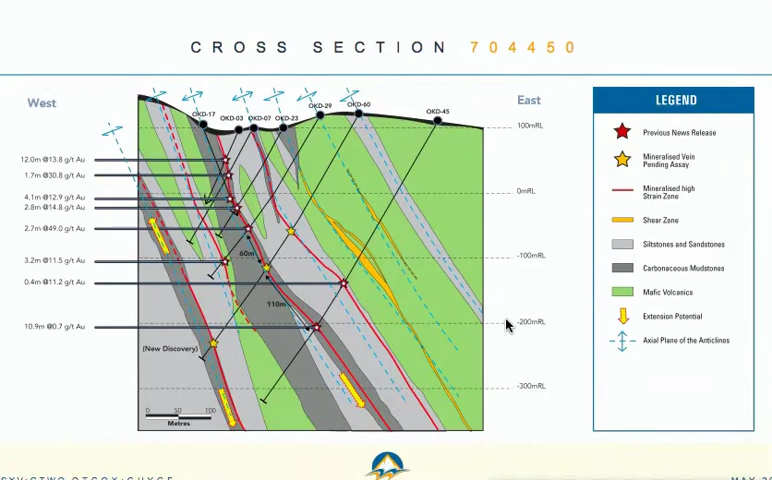 CROSS SECTION 704450
West
East
OKD-17
OKD-03
OKD-07
OKD-23
OKD-29
OKD-60
OKD-45
100mRL
0mRL
-100mRL
-200mRL
-300mRL
12.0m @13.8 g/t Au
1.7m @30.8 g/t Au
4.1m @12.9 g/t Au
2.8m @14.8 g/t Au
2.7m @49.0 g/t Au
3.2m @11.5 g/t Au
0.4m @11.2 g/t Au
10.9m @0.7 g/t Au
60m
110m
(New Discovery)
0 50 100
Metres
LEGEND
Previous News Release
Mineralised Vein
Pending Assay
Mineralised high
Strain Zone
Shear Zone
Siltstones and Sandstones
Carbonaceous Mudstones
Mafic Volcanics
Extension Potential
Axial Plane of the Anticlines